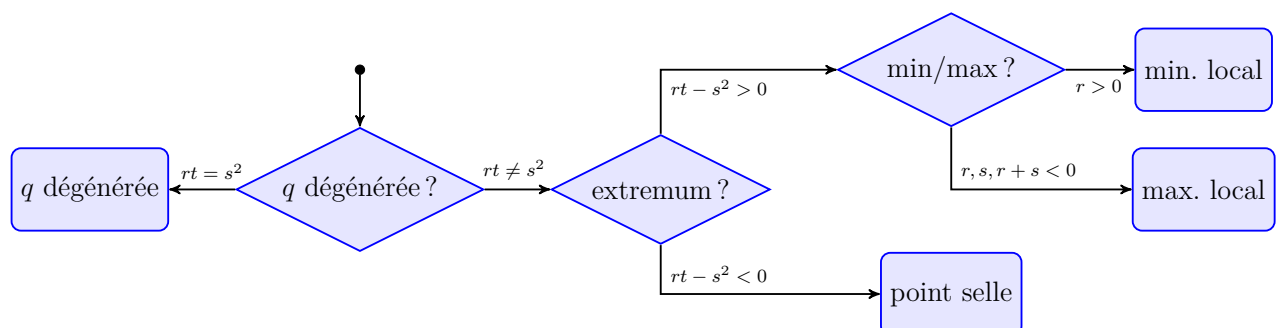 min/max ?
min. local
rt − s² > 0
r > 0
q dégénérée
rt = s²
q dégénérée ?
rt ≠ s²
extremum ?
r, s, r + s < 0
max. local
rt − s² < 0
point selle